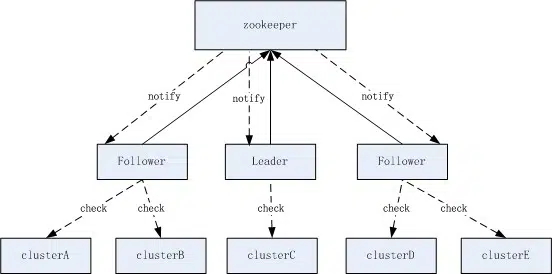 zookeeper
notify
notify
notify
Follower
Leader
Follower
check
check
check
check
check
clusterA
clusterB
clusterC
clusterD
clusterE